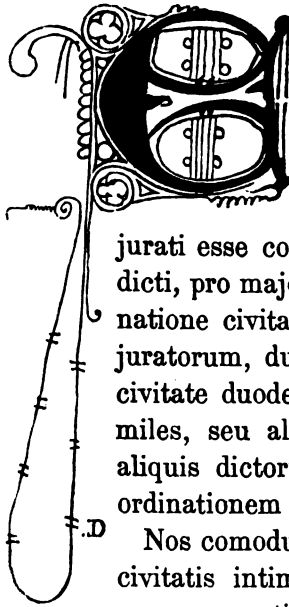 E
jurati esse co
dicti, pro maj
natione civita
juratorum, du
civitate duode
miles, seu al
aliquis dictor
ordinationem
..D
Nos comodu
civitatis intim